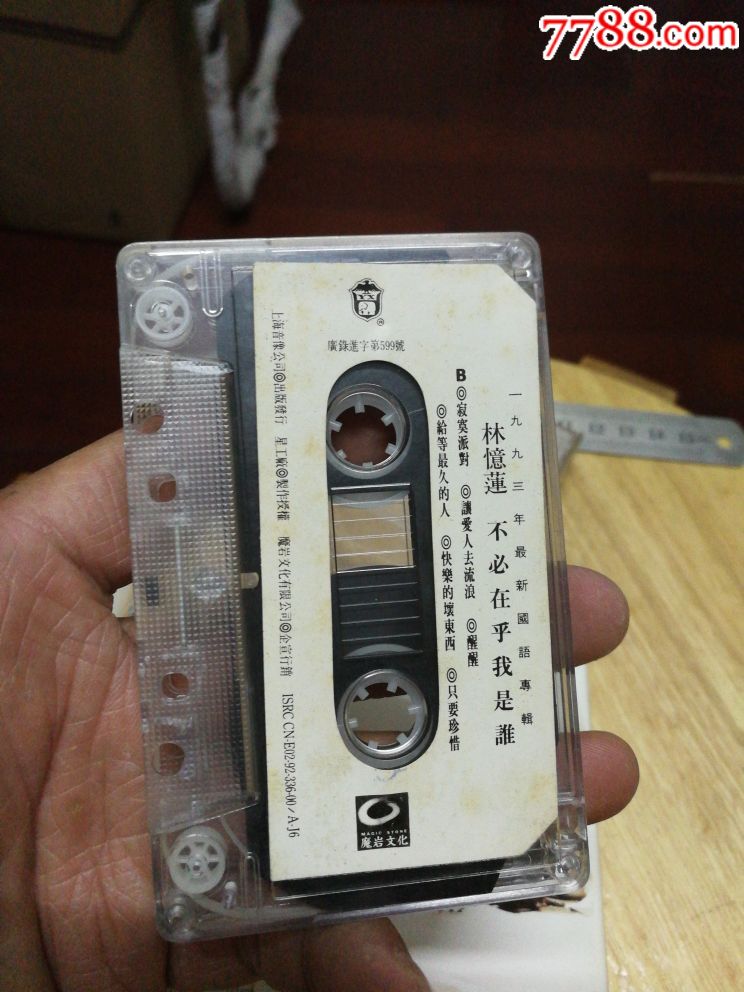 7788.com
廣錄進字第599號
一九九三年最新國語專輯
林憶蓮 不必在乎我是誰
B◎寂寞派對 ◎讓愛人去流浪 ◎醒醒
◎給等最久的人 ◎快樂的壞東西 ◎只要珍惜
上海音像公司◎出版發行 星工廠◎製作授權 魔岩文化有限公司◎企宣行銷 ISRC CN-E02-92-336-00/A·J6
MAGIC STONE
魔岩文化